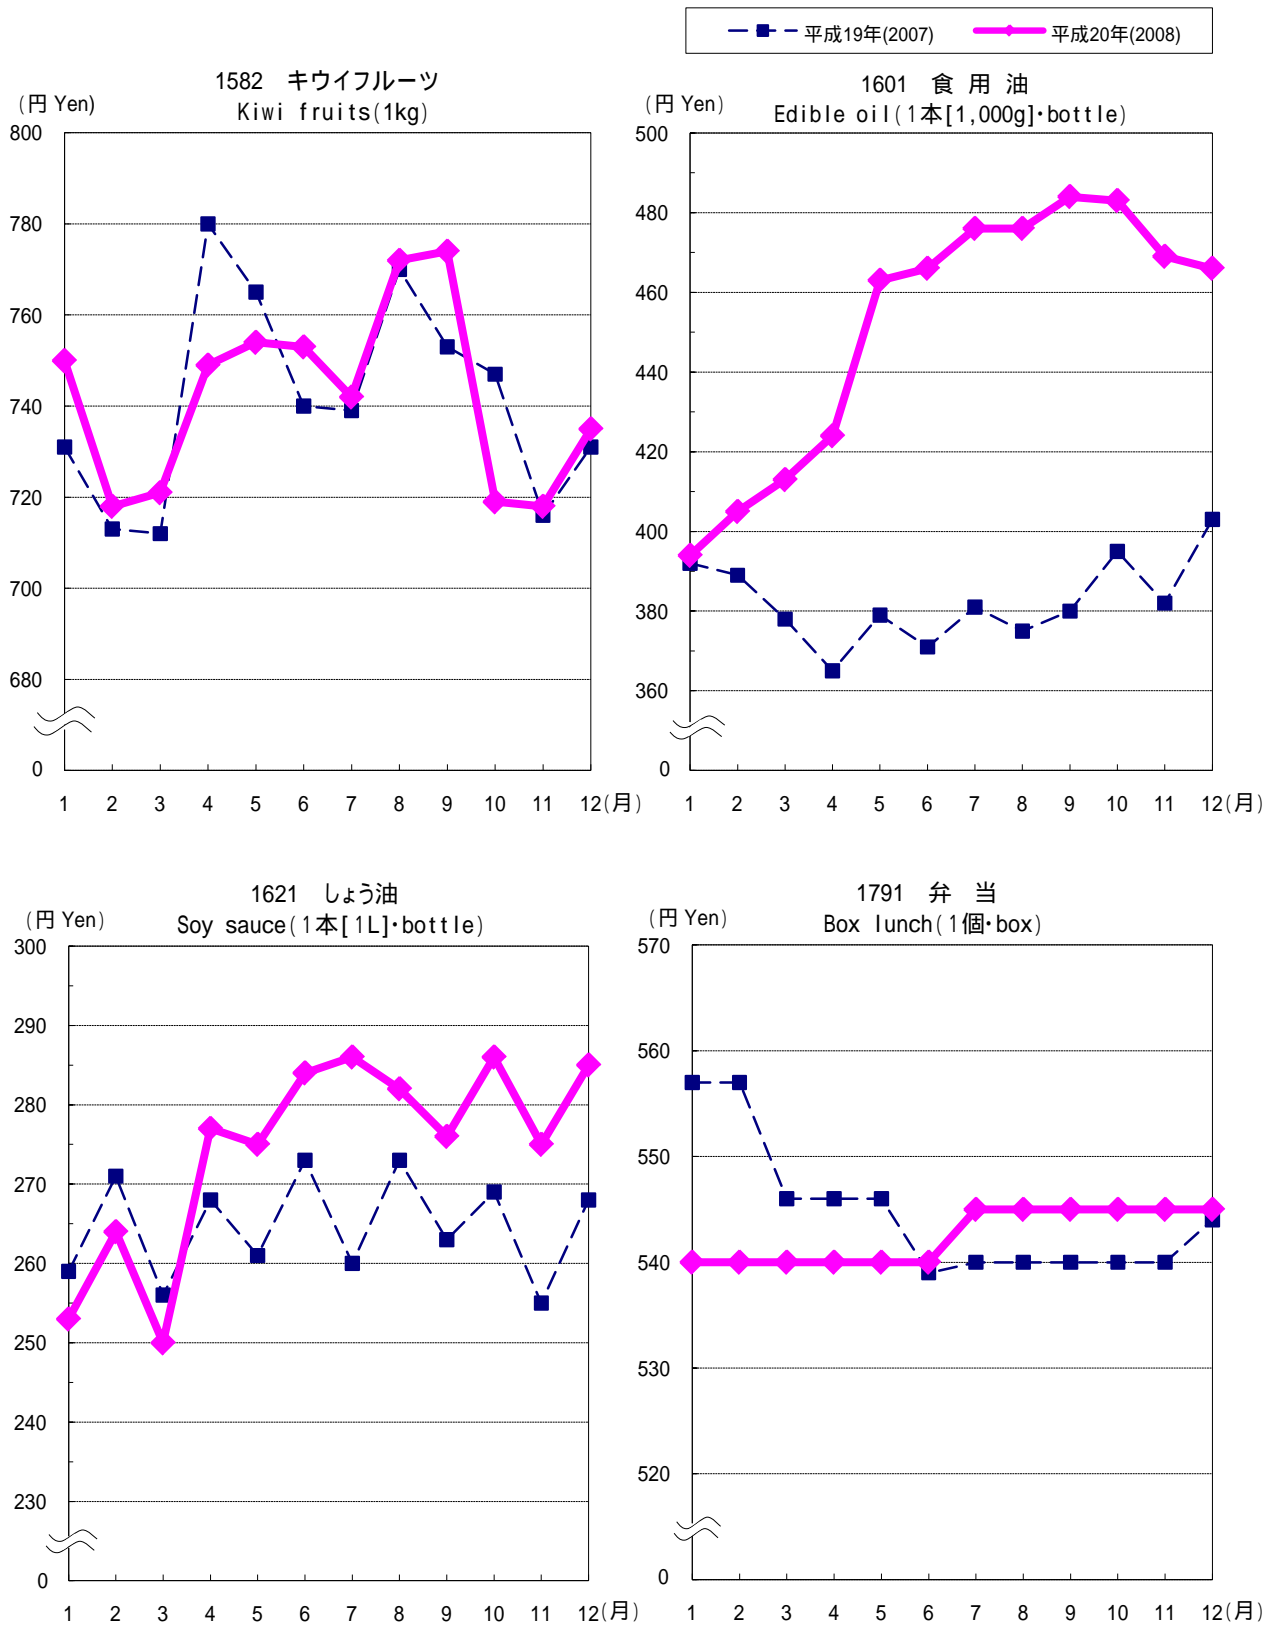 平成19年(2007) 平成20年(2008)
1582 キウイフルーツ
Kiwi fruits(1kg)
(円 Yen)
800
780
760
740
720
700
680
0
1 2 3 4 5 6 7 8 9 10 11 12(月)
1601 食用油
Edible oil(1本[1,000g]・bottle)
(円 Yen)
500
480
460
440
420
400
380
360
0
1 2 3 4 5 6 7 8 9 10 11 12(月)
1621 しょう油
Soy sauce(1本[1L]・bottle)
(円 Yen)
300
290
280
270
260
250
240
230
0
1 2 3 4 5 6 7 8 9 10 11 12(月)
1791 弁当
Box lunch(1個・box)
(円 Yen)
570
560
550
540
530
520
0
1 2 3 4 5 6 7 8 9 10 11 12(月)